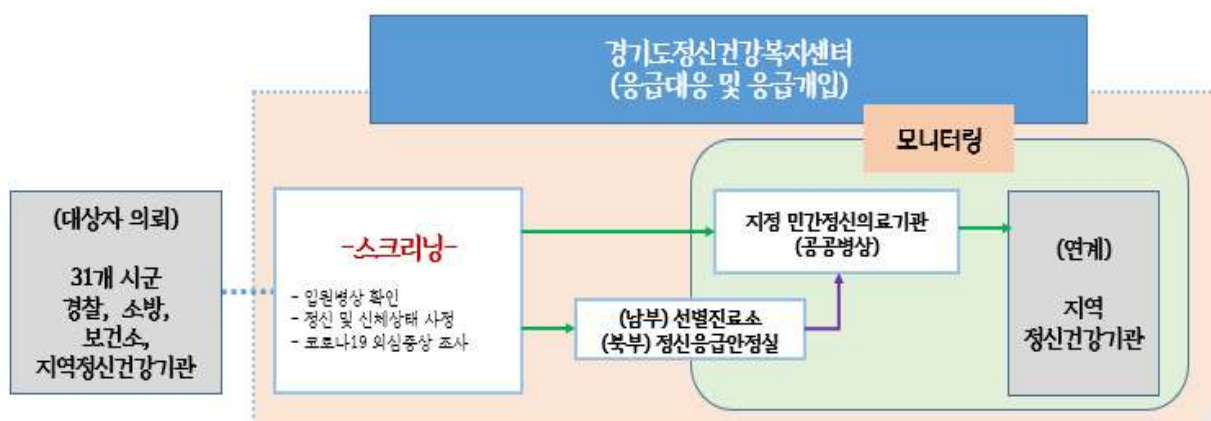 경기도정신건강복지센터
(응급대응 및 응급개입)
모니터링
(대상자 의뢰)
31개 시군
경찰, 소방,
보건소,
지역정신건강기관
-스크리닝-
- 입원병상 확인
- 정신 및 신체상태 사정
- 코로나19 의심증상 조사
지정 민간정신의료기관
(공공병상)
(남부) 선별진료소
(북부) 정신응급안정실
(연계)
지역
정신건강기관